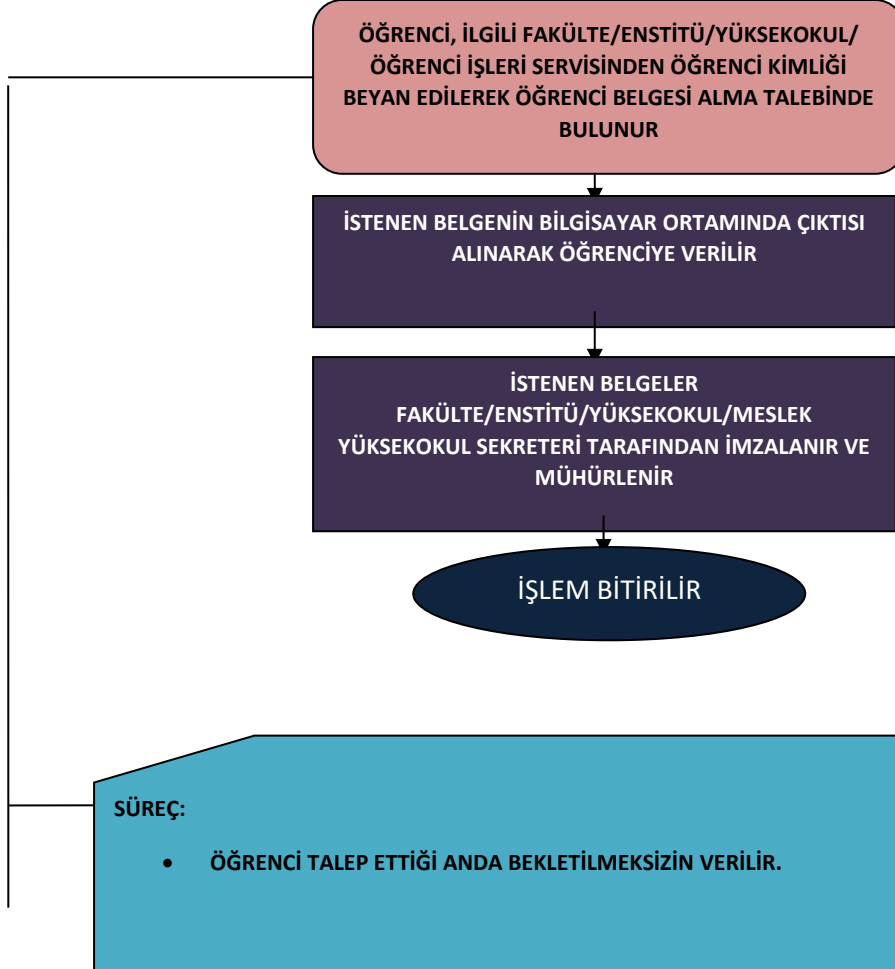 ÖĞRENCİ, İLGİLİ FAKÜLTE/ENSTİTÜ/YÜKSEKOKUL/
ÖĞRENCİ İŞLERİ SERVİSİNDEN ÖĞRENCİ KİMLİĞİ
BEYAN EDİLEREK ÖĞRENCİ BELGESİ ALMA TALEBİNDE
BULUNUR
İSTENEN BELGENİN BİLGİSAYAR ORTAMINDA ÇIKTISI
ALINARAK ÖĞRENCİYE VERİLİR
İSTENEN BELGELER
FAKÜLTE/ENSTİTÜ/YÜKSEKOKUL/MESLEK
YÜKSEKOKUL SEKRETERİ TARAFINDAN İMZALANIR VE
MÜHÜRLENİR
İŞLEM BİTİRİLİR
SÜREÇ:
• ÖĞRENCİ TALEP ETTİĞİ ANDA BEKLETİLMEKSİZİN VERİLİR.